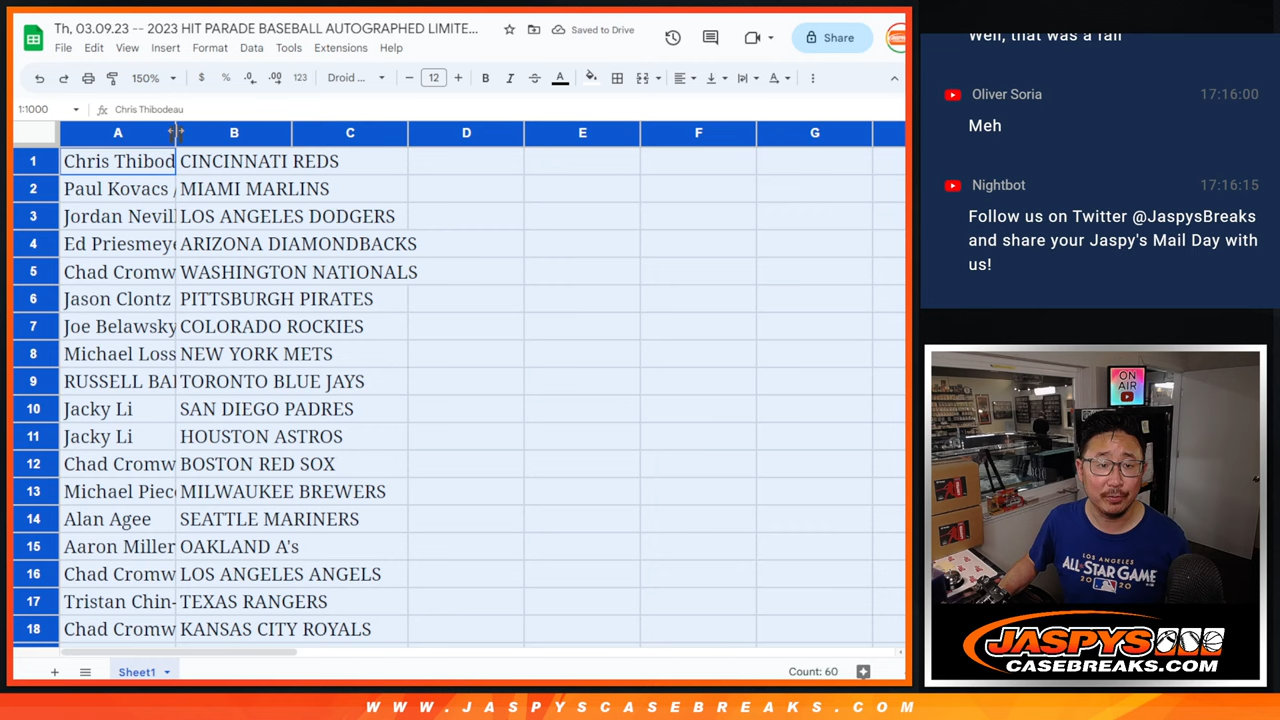 Th, 03.09.23 -- 2023 HIT PARADE BASEBALL AUTOGRAPHED LIMITE...
Saved to Drive
Share
File Edit View Insert Format Data Tools Extensions Help
150% $ % .0 .00 123 Droid ... 12 B I A
1:1000 fx Chris Thibodeau
A B C D E F G
1 Chris Thibod CINCINNATI REDS
2 Paul Kovacs / MIAMI MARLINS
3 Jordan Nevill LOS ANGELES DODGERS
4 Ed Priesmeye ARIZONA DIAMONDBACKS
5 Chad Cromw WASHINGTON NATIONALS
6 Jason Clontz PITTSBURGH PIRATES
7 Joe Belawsky COLORADO ROCKIES
8 Michael Loss NEW YORK METS
9 RUSSELL BAI TORONTO BLUE JAYS
10 Jacky Li SAN DIEGO PADRES
11 Jacky Li HOUSTON ASTROS
12 Chad Cromw BOSTON RED SOX
13 Michael Piec MILWAUKEE BREWERS
14 Alan Agee SEATTLE MARINERS
15 Aaron Miller OAKLAND A's
16 Chad Cromw LOS ANGELES ANGELS
17 Tristan Chin- TEXAS RANGERS
18 Chad Cromw KANSAS CITY ROYALS
Sheet1
Count: 60
Well, that was a fail
Oliver Soria 17:16:00
Meh
Nightbot 17:16:15
Follow us on Twitter @JaspysBreaks
and share your Jaspy's Mail Day with
us!
ON
AIR
LOS ANGELES
ALL STAR GAME
2020
JASPYS
CASEBREAKS.COM
WWW.JASPYSCASEBREAKS.COM